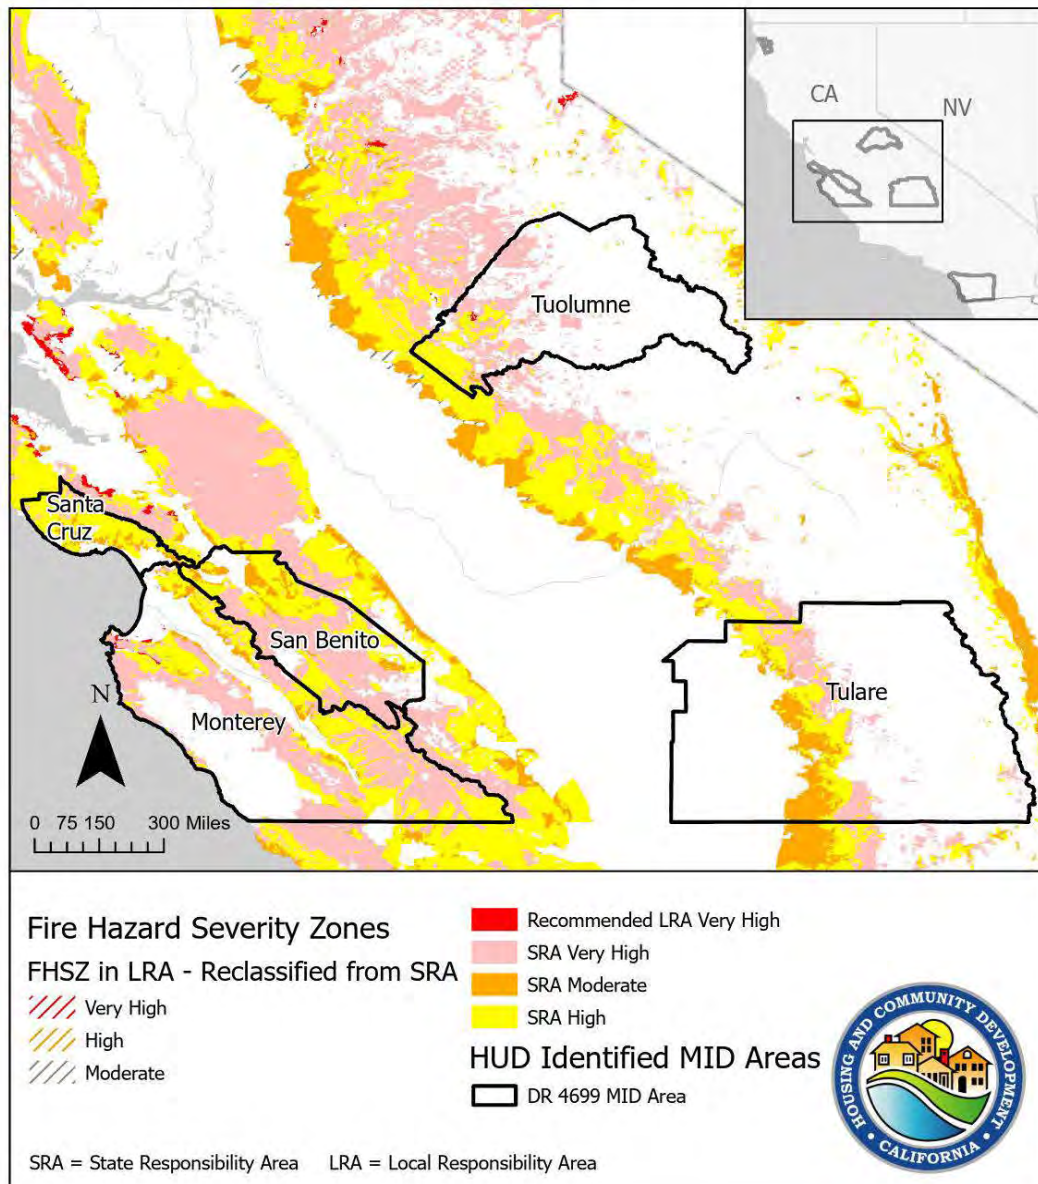 CA
NV
Tuolumne
Santa
Cruz
San Benito
Monterey
Tulare
N
0 75 150 300 Miles
Fire Hazard Severity Zones
FHSZ in LRA - Reclassified from SRA
Very High
High
Moderate
Recommended LRA Very High
SRA Very High
SRA Moderate
SRA High
HUD Identified MID Areas
DR 4699 MID Area
HOUSING AND COMMUNITY DEVELOPMENT
• CALIFORNIA •
SRA = State Responsibility Area LRA = Local Responsibility Area